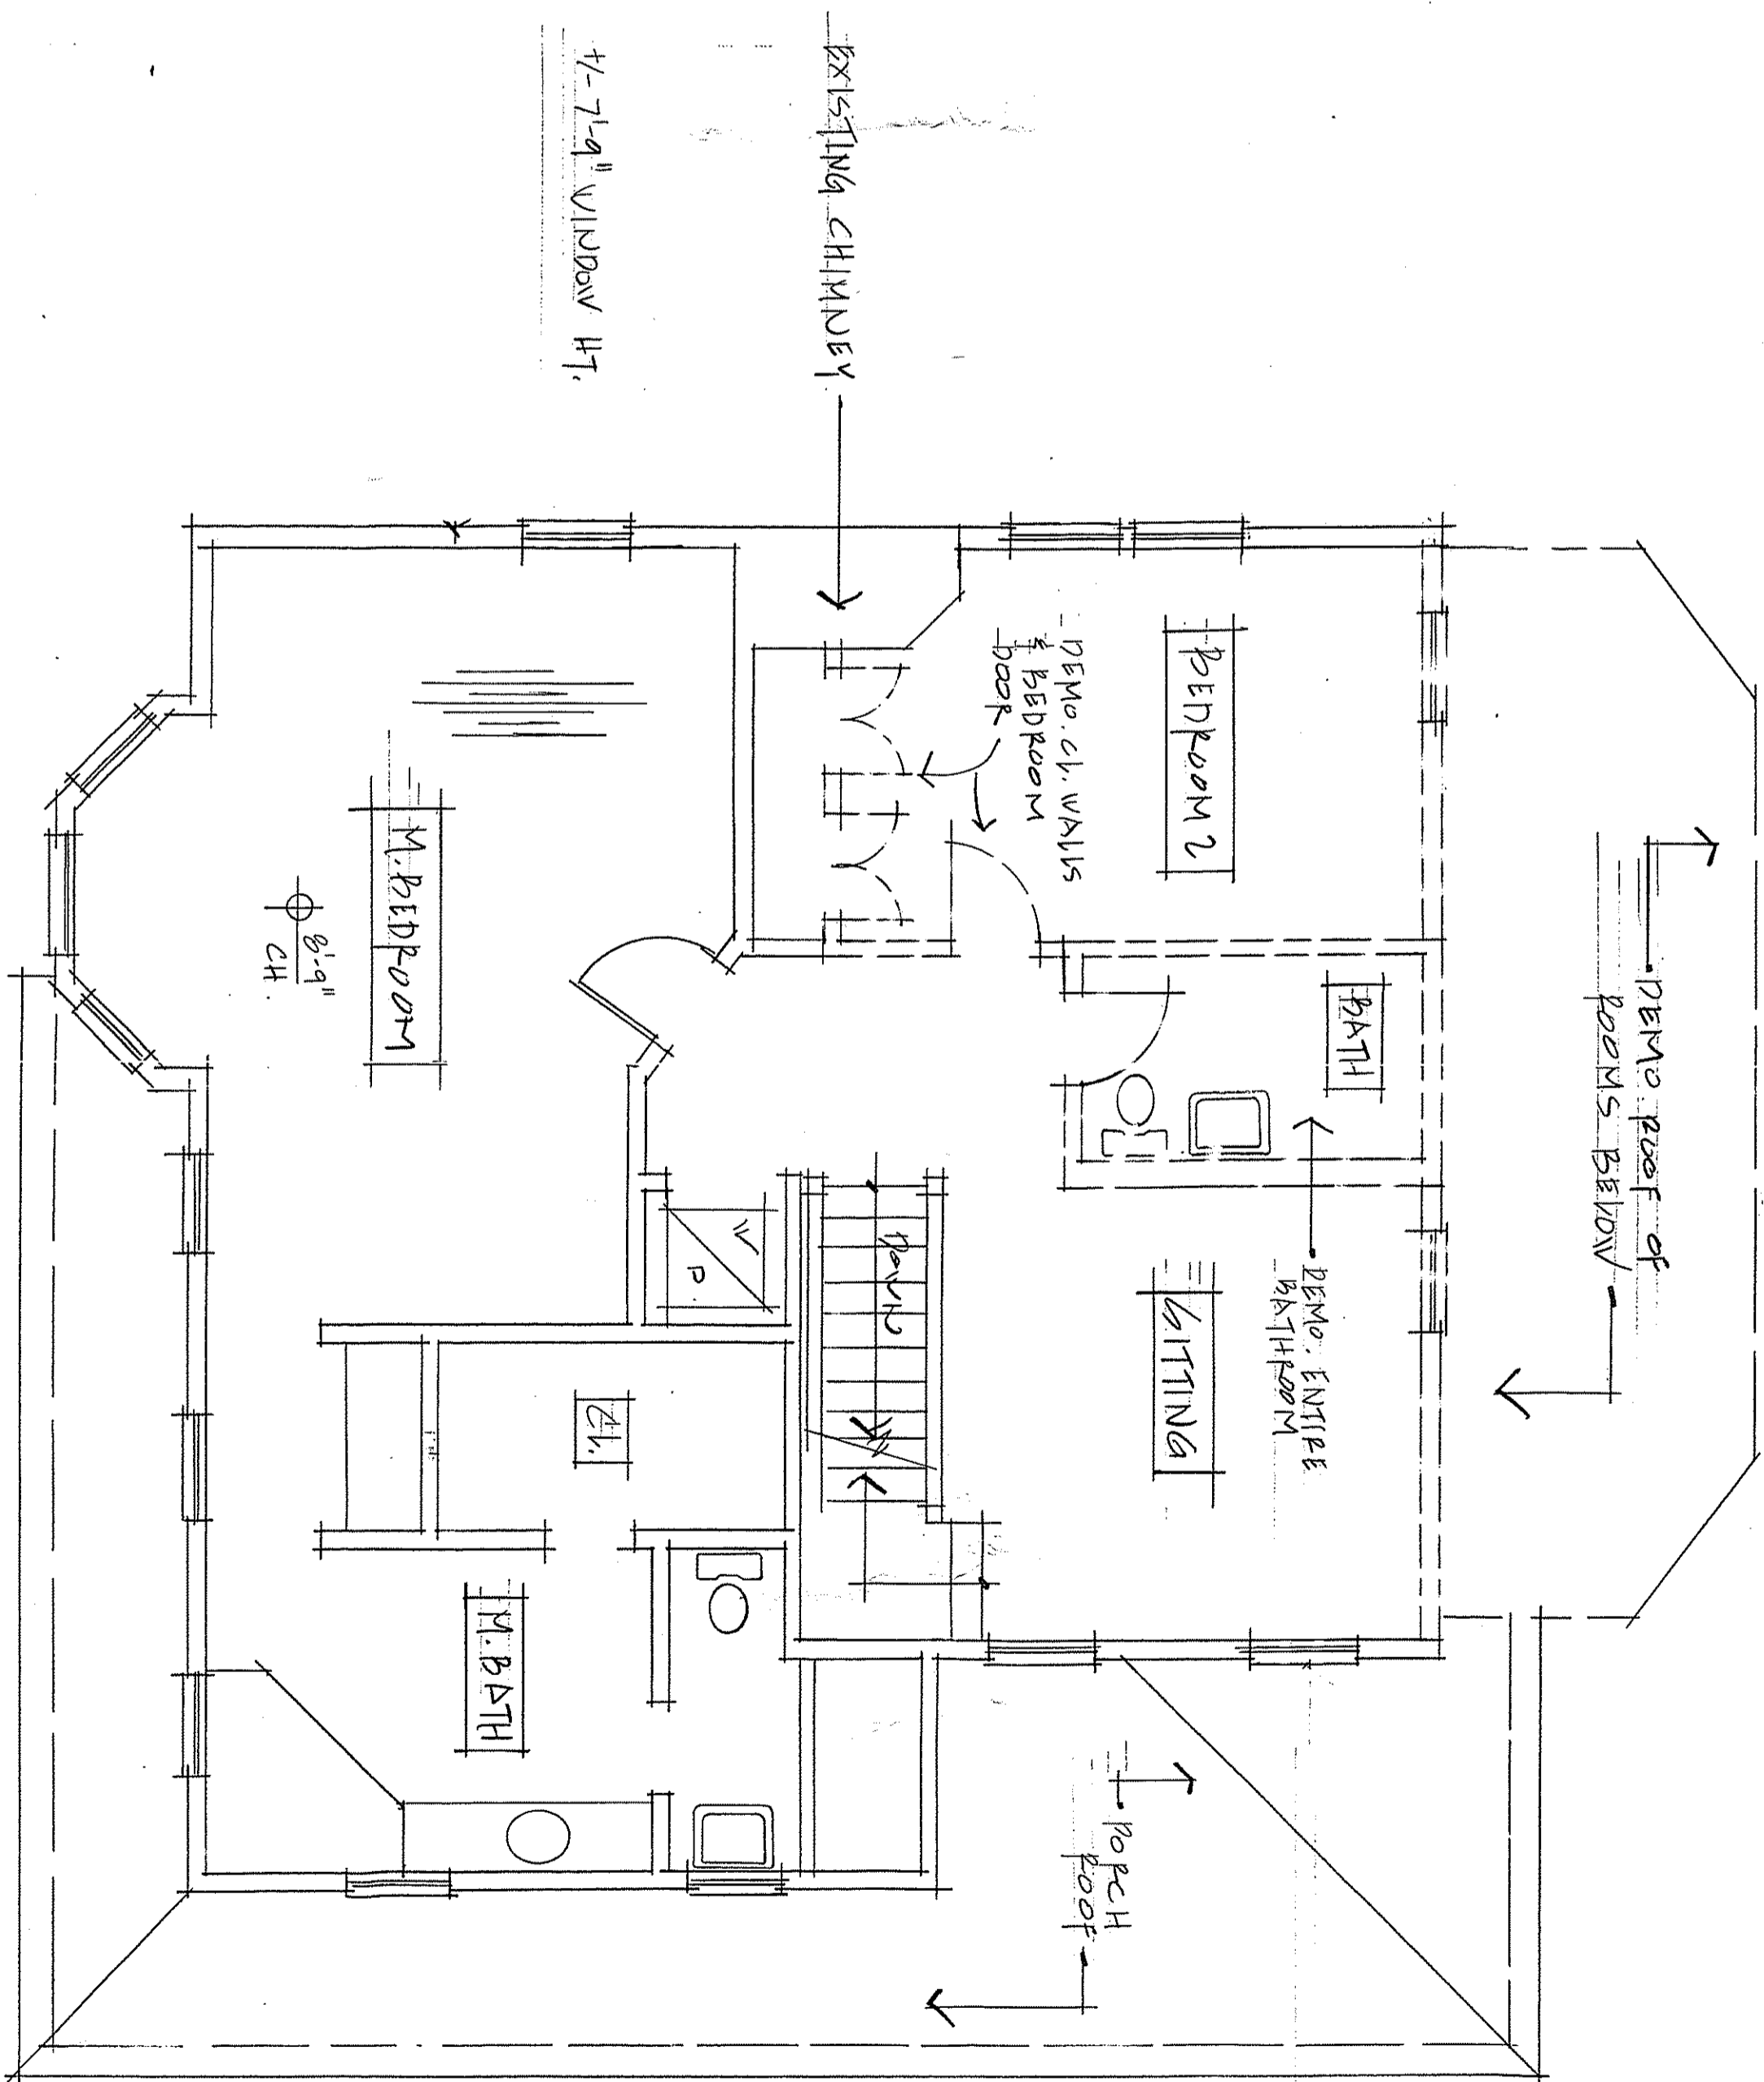 DEMO. ROOF OF
ROOMS BELOW
BEDROOM 2
BATH
DEMO. ENTIRE
BATHROOM
SITTING
DEMO. CL. WALLS
& BEDROOM
DOOR
EXISTING CHIMNEY
+/- 7'-9" WINDOW HT.
DOWN
W
D
PORCH
ROOF
M. BEDROOM
8'-9"
CH.
CL.
M. BATH